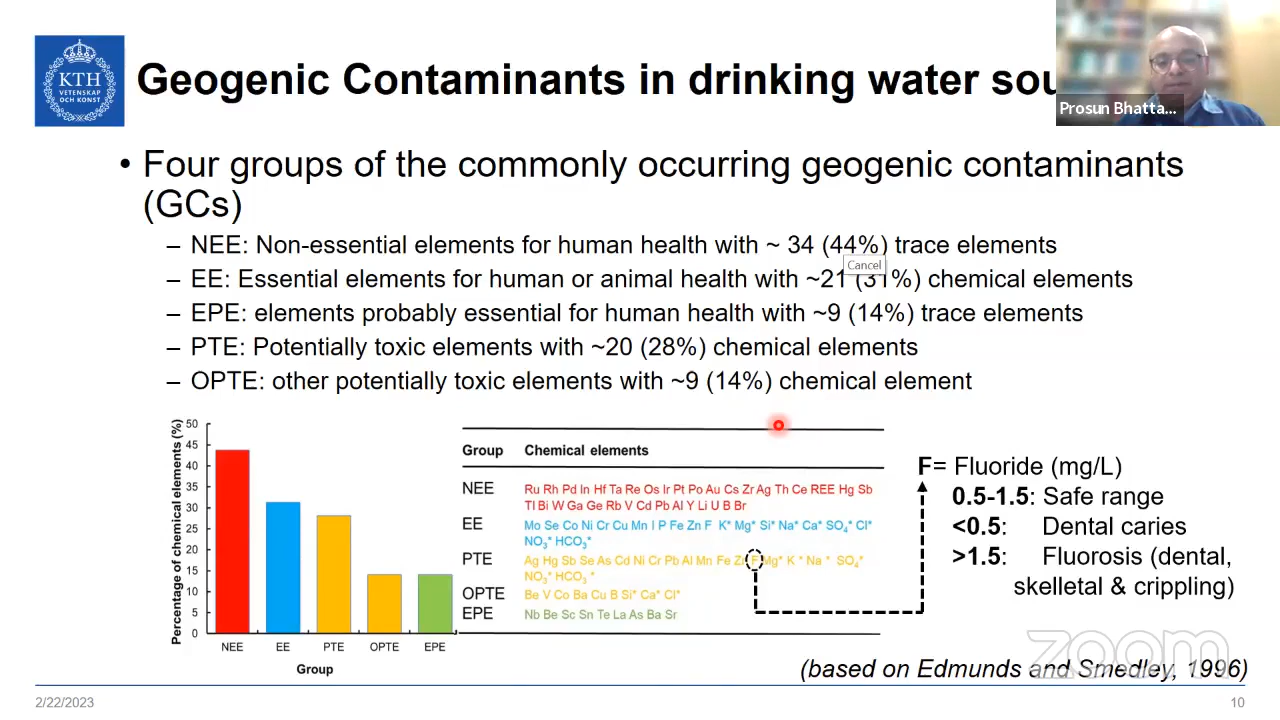 KTH
VETENSKAP
OCH KONST
Geogenic Contaminants in drinking water sou
Prosun Bhatta...
• Four groups of the commonly occurring geogenic contaminants
(GCs)
– NEE: Non-essential elements for human health with ~ 34 (44%) trace elements
Cancel
– EE: Essential elements for human or animal health with ~21 (31%) chemical elements
– EPE: elements probably essential for human health with ~9 (14%) trace elements
– PTE: Potentially toxic elements with ~20 (28%) chemical elements
– OPTE: other potentially toxic elements with ~9 (14%) chemical element
Percentage of chemical elements (%)
50
45
40
35
30
25
20
15
10
5
0
NEE EE PTE OPTE EPE
Group
Group Chemical elements
NEE Ru Rh Pd In Hf Ta Re Os Ir Pt Po Au Cs Zr Ag Th Ce REE Hg Sb
Tl Bi W Ga Ge Rb V Cd Pb Al Y Li U B Br
EE Mo Se Co Ni Cr Cu Mn I P Fe Zn F K* Mg* Si* Na* Ca* SO4* Cl*
NO3* HCO3*
PTE Ag Hg Sb Se As Cd Ni Cr Pb Al Mn Fe Zn F Mg* K * Na * SO4*
NO3* HCO3 *
OPTE Be V Co Ba Cu B Si* Ca* Cl*
EPE Nb Be Sc Sn Te La As Ba Sr
F= Fluoride (mg/L)
0.5-1.5: Safe range
<0.5: Dental caries
>1.5: Fluorosis (dental,
skelletal & crippling)
zoom
(based on Edmunds and Smedley, 1996)
2/22/2023
10